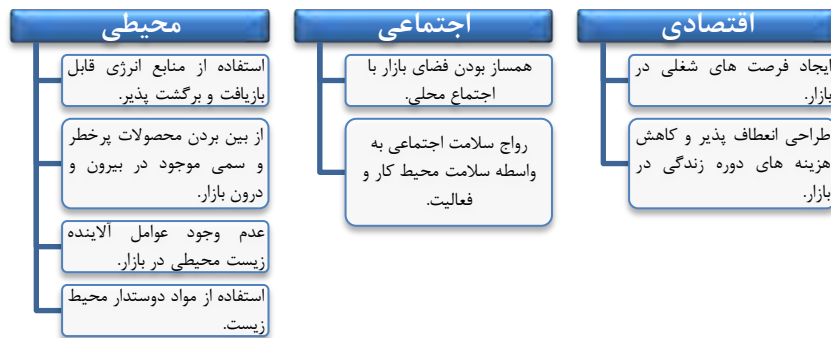 اقتصادی
ایجاد فرصت های شغلی در
بازار.
طراحی انعطاف پذیر و کاهش
هزینه های دوره زندگی در
بازار.
اجتماعی
همساز بودن فضای بازار با
اجتماع محلی.
رواج سلامت اجتماعی به
واسطه سلامت محیط کار و
فعالیت.
محیطی
استفاده از منابع انرژی قابل
بازیافت و برگشت پذیر.
از بین بردن محصولات پرخطر
و سمی موجود در بیرون و
درون بازار.
عدم وجود عوامل آلاینده
زیست محیطی در بازار.
استفاده از مواد دوستدار محیط
زیست.